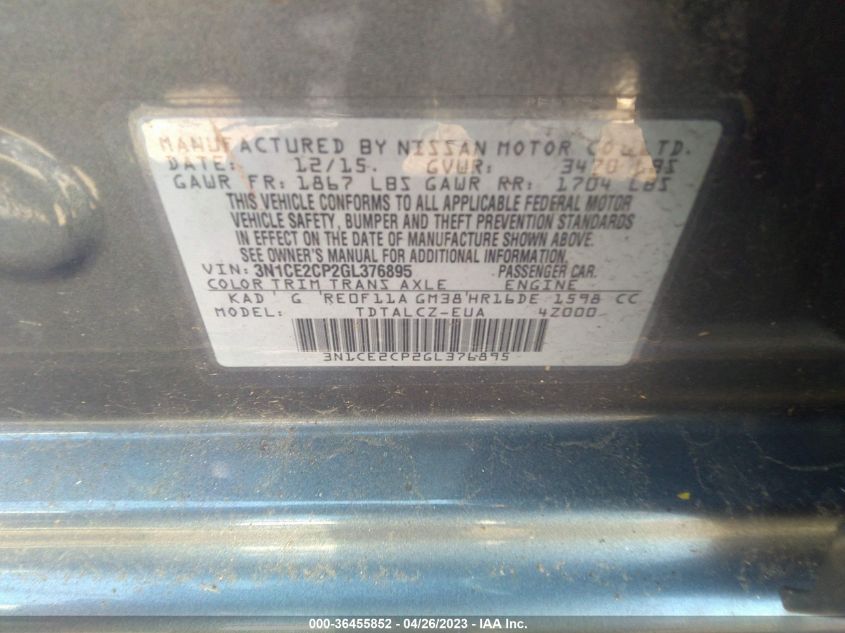 MANUFACTURED BY NISSAN MOTOR CO. LTD.
DATE: 12/15. GVWR: 3470 LBS
GAWR FR: 1867 LBS GAWR RR: 1704 LBS
THIS VEHICLE CONFORMS TO ALL APPLICABLE FEDERAL MOTOR
VEHICLE SAFETY, BUMPER AND THEFT PREVENTION STANDARDS
IN EFFECT ON THE DATE OF MANUFACTURE SHOWN ABOVE.
SEE OWNER'S MANUAL FOR ADDITIONAL INFORMATION.
VIN: 3N1CE2CP2GL376895 PASSENGER CAR.
COLOR TRIM TRANS AXLE ENGINE
KAD G RE0F11A GM38 HR16DE 1598 CC
MODEL: TDTALCZ-EUA 4Z000
3N1CE2CP2GL376895
000-36455852 | 04/26/2023 - IAA Inc.